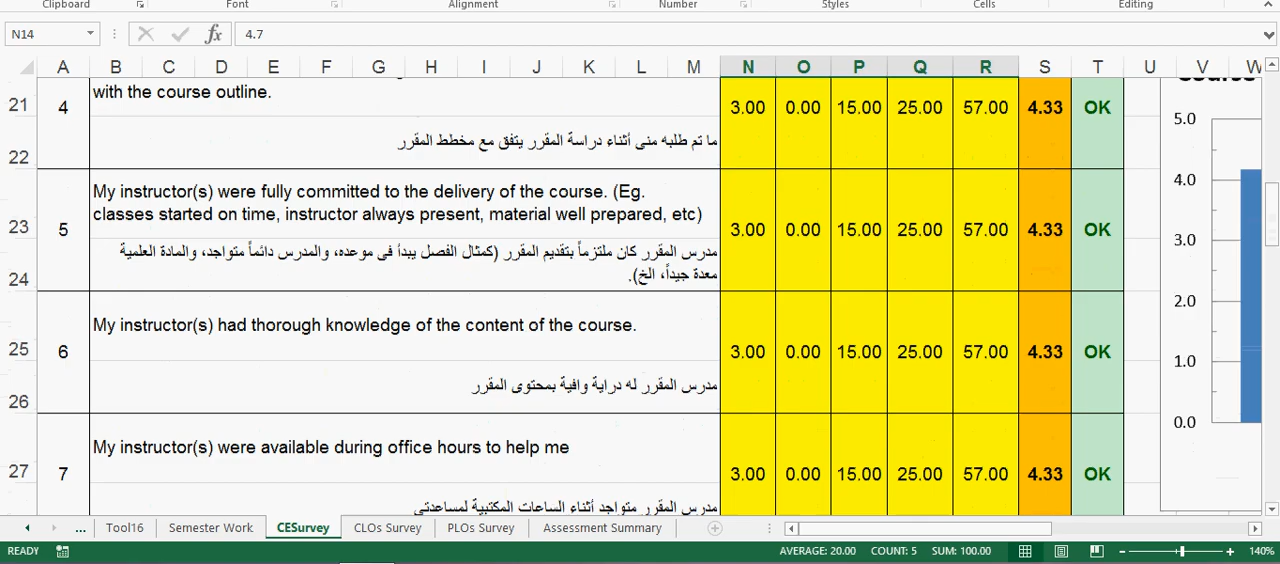 Clipboard Font Alignment Number Styles Cells Editing
N14 fx 4.7
A B C D E F G H I J K L M N O P Q R S T U V W
21 4 with the course outline. 3.00 0.00 15.00 25.00 57.00 4.33 OK
22 ما تم طلبه منى أثناء دراسة المقرر يتفق مع مخطط المقرر
My instructor(s) were fully committed to the delivery of the course. (Eg.
23 5 classes started on time, instructor always present, material well prepared, etc) 3.00 0.00 15.00 25.00 57.00 4.33 OK
مدرس المقرر كان ملتزماً بتقديم المقرر (كمثال الفصل يبدأ فى موعده، والمدرس دائماً متواجد، والمادة العلمية
24 معدة جيداً، الخ).
25 6 My instructor(s) had thorough knowledge of the content of the course. 3.00 0.00 15.00 25.00 57.00 4.33 OK
26 مدرس المقرر له دراية وافية بمحتوى المقرر
27 7 My instructor(s) were available during office hours to help me 3.00 0.00 15.00 25.00 57.00 4.33 OK
مدرس المقرر متواجد أثناء الساعات المكتبية لمساعدتى
5.0
4.0
3.0
2.0
1.0
0.0
... Tool16 Semester Work CESurvey CLOs Survey PLOs Survey Assessment Summary
READY AVERAGE: 20.00 COUNT: 5 SUM: 100.00 140%